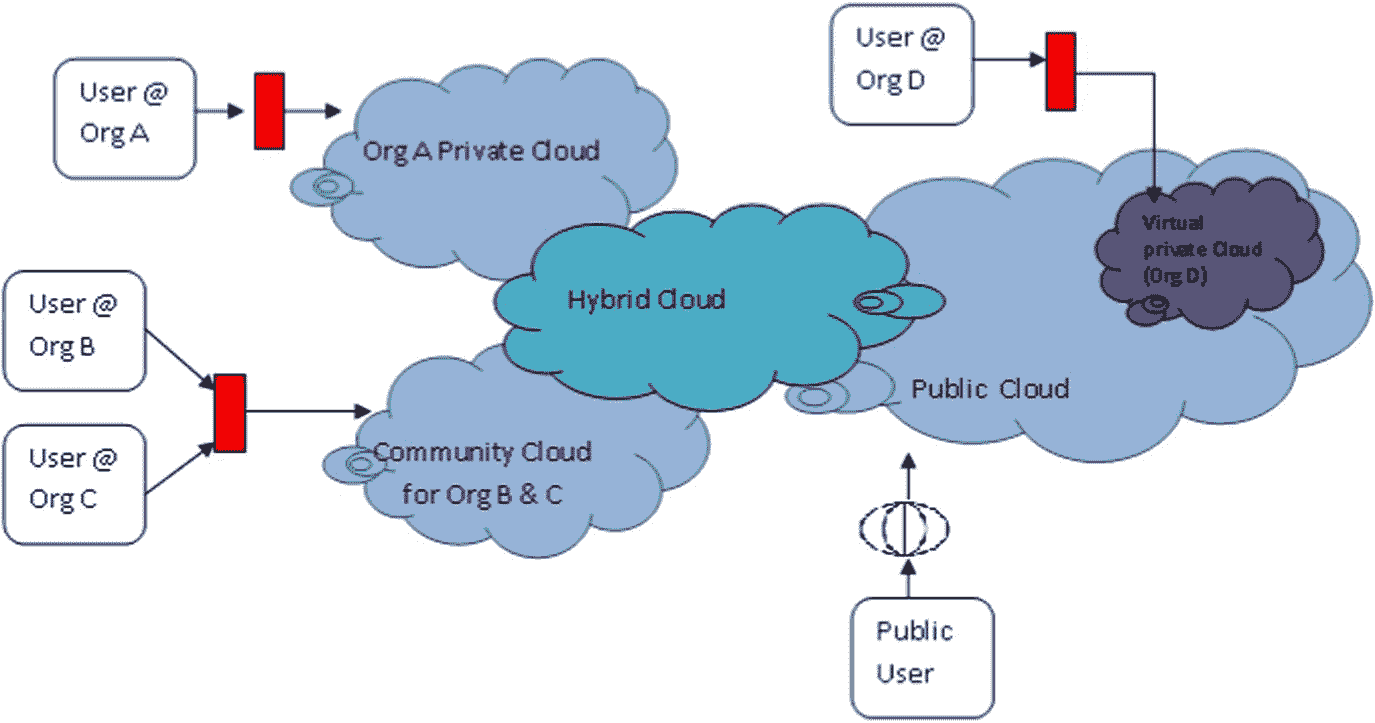 User @
Org A
User @
Org D
Org A Private Cloud
Virtual
private Cloud
(Org D)
User @
Org B
Hybrid Cloud
Public Cloud
User @
Org C
Community Cloud
for Org B & C
Public
User